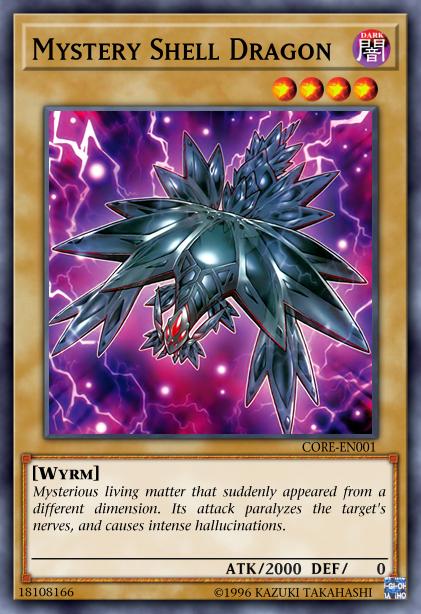 Mystery Shell Dragon
DARK
闇
CORE-EN001
[Wyrm]
Mysterious living matter that suddenly appeared from a
different dimension. Its attack paralyzes the target's
nerves, and causes intense hallucinations.
ATK/2000 DEF/ 0
18108166
©1996 KAZUKI TAKAHASHI